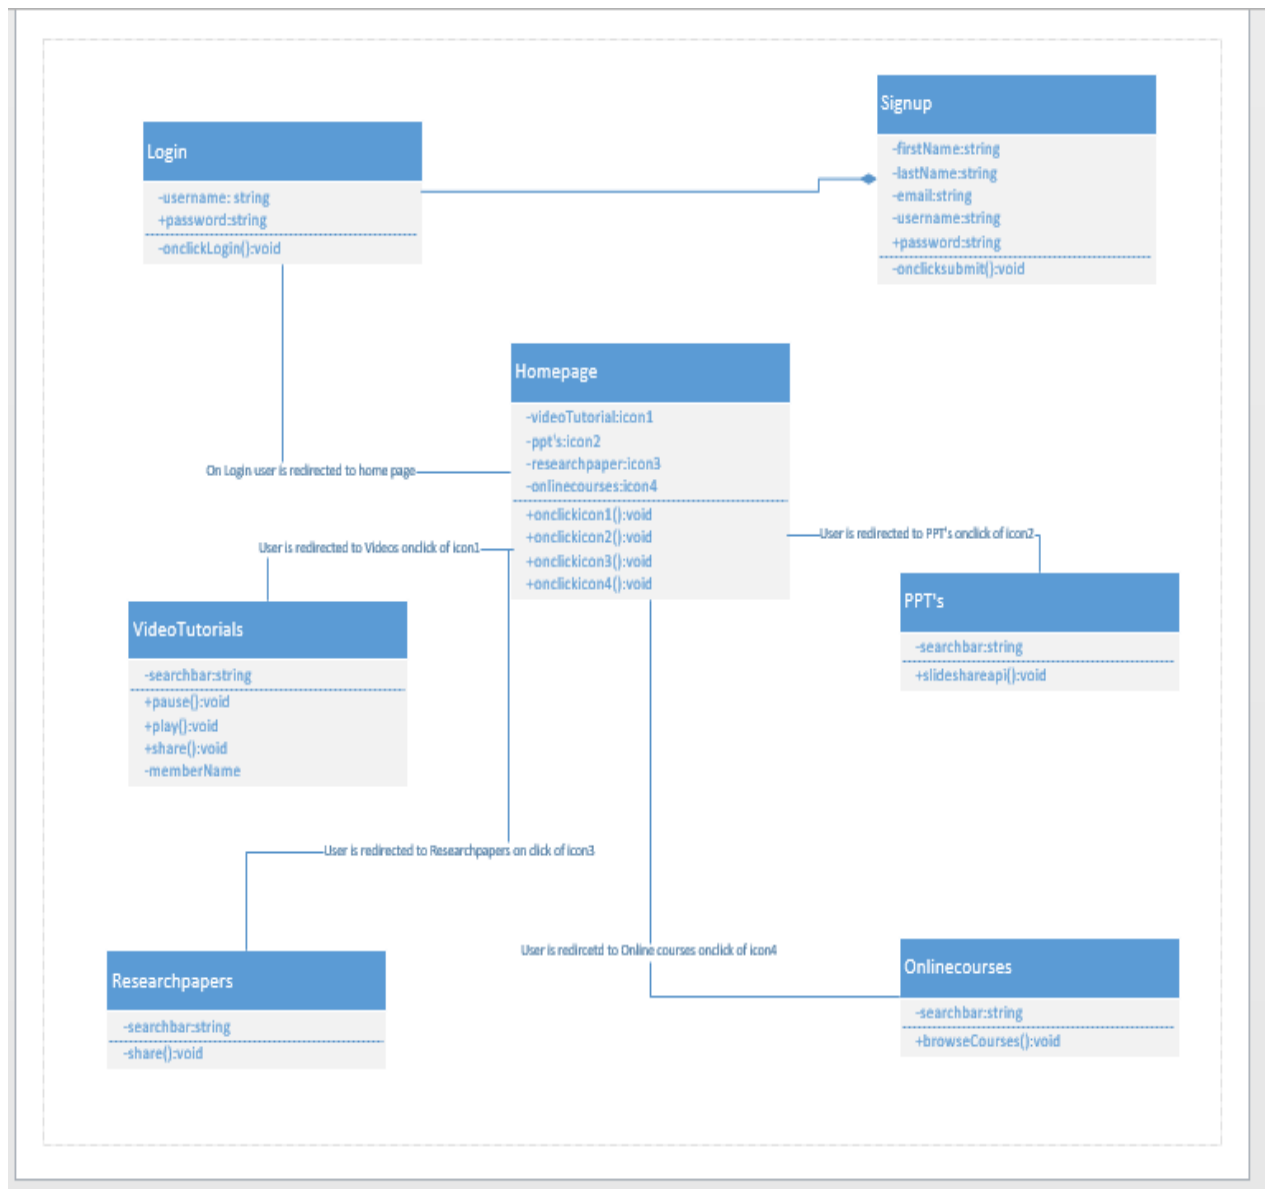 Login
-username: string
+password:string
-onclickLogin():void
Signup
-firstName:string
-lastName:string
-email:string
-username:string
+password:string
-onclicksubmit():void
Homepage
-videoTutorial:icon1
-ppt's:icon2
-researchpaper:icon3
-onlinecourses:icon4
+onclickicon1():void
+onclickicon2():void
+onclickicon3():void
+onclickicon4():void
On Login user is redirected to home page
User is redirected to Videos onclick of icon1
User is redirected to PPT's onclick of icon2
VideoTutorials
-searchbar:string
+pause():void
+play():void
+share():void
-memberName
PPT's
-searchbar:string
+slideshareapi():void
User is redirected to Researchpapers on click of icon3
User is redircetd to Online courses onclick of icon4
Researchpapers
-searchbar:string
-share():void
Onlinecourses
-searchbar:string
+browseCourses():void